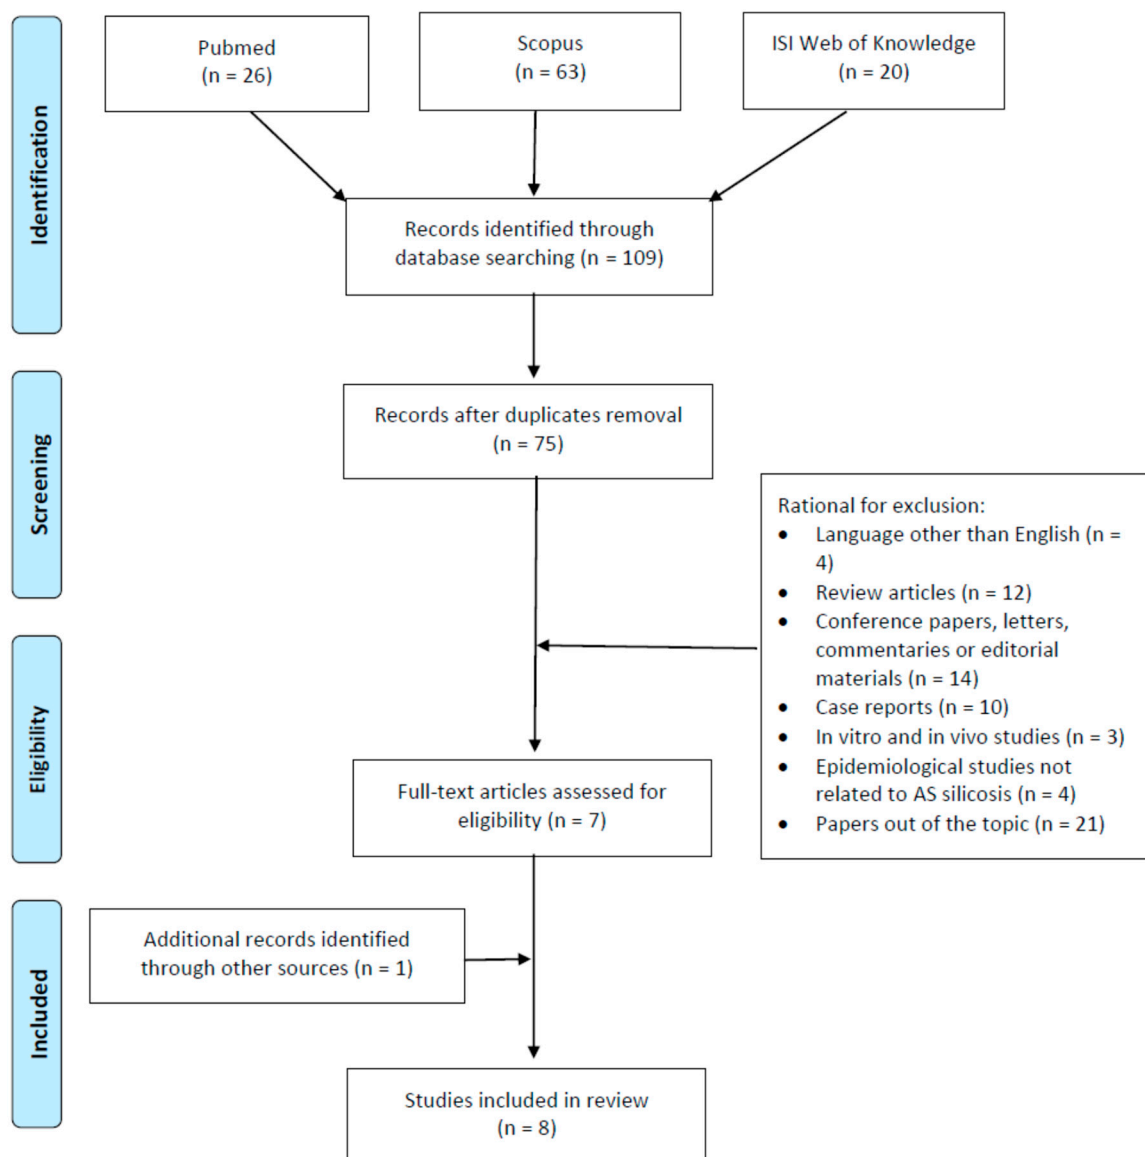 Identification
Pubmed
(n = 26)
Scopus
(n = 63)
ISI Web of Knowledge
(n = 20)
Records identified through
database searching (n = 109)
Screening
Records after duplicates removal
(n = 75)
Rational for exclusion:
• Language other than English (n =
4)
• Review articles (n = 12)
• Conference papers, letters,
commentaries or editorial
materials (n = 14)
• Case reports (n = 10)
• In vitro and in vivo studies (n = 3)
• Epidemiological studies not
related to AS silicosis (n = 4)
• Papers out of the topic (n = 21)
Eligibility
Full-text articles assessed for
eligibility (n = 7)
Included
Additional records identified
through other sources (n = 1)
Studies included in review
(n = 8)